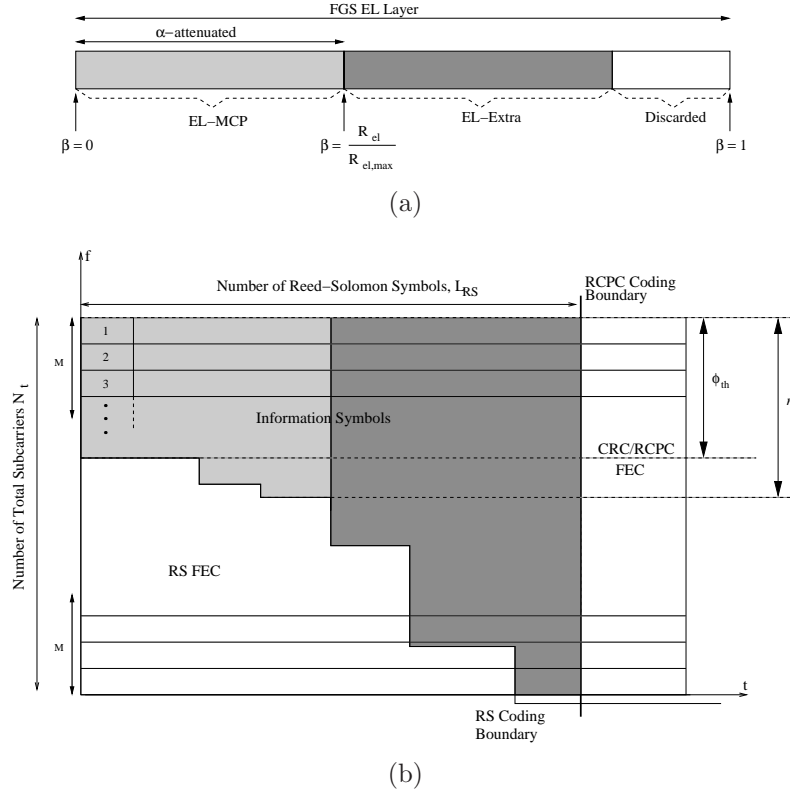 FGS EL Layer
α−attenuated
EL−MCP
EL−Extra
Discarded
β = 0
β = R el / R el,max
β = 1
(a)
f
Number of Reed−Solomon Symbols, L RS
RCPC Coding
Boundary
Number of Total Subcarriers N t
M
1
2
3
ϕ th
Information Symbols
CRC/RCPC
FEC
RS FEC
M
t
RS Coding
Boundary
(b)